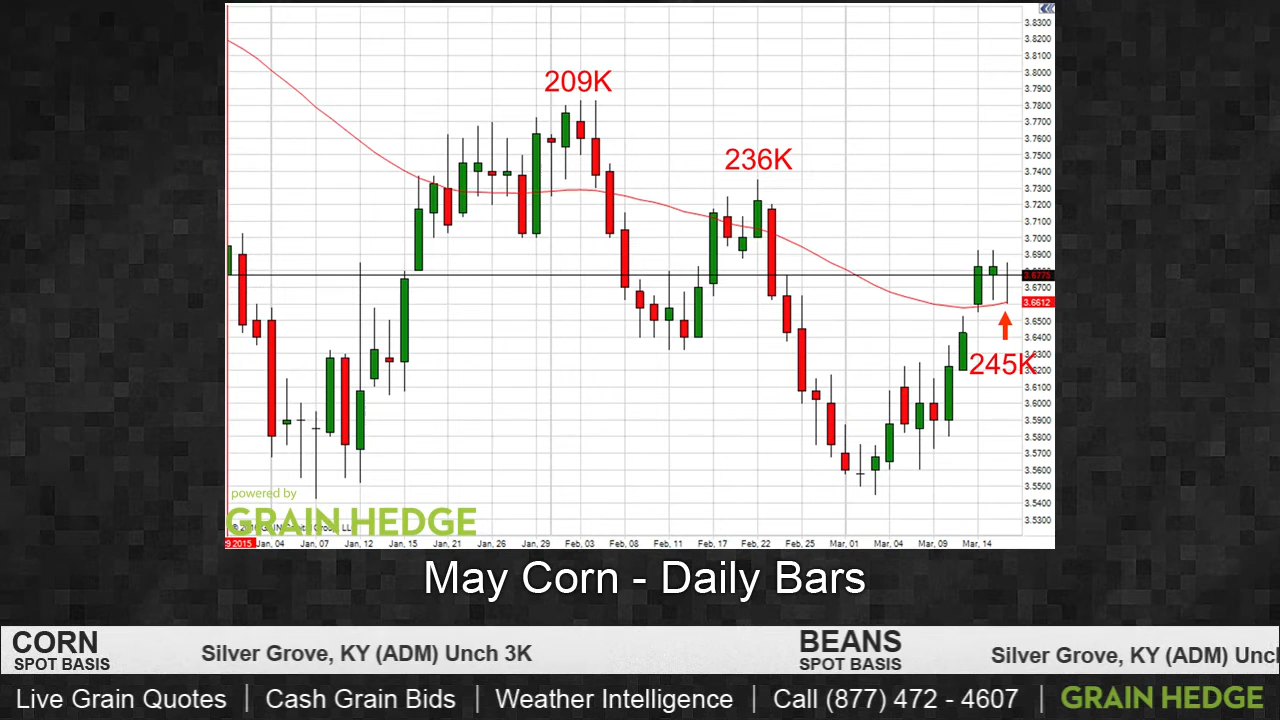 3.8300
3.8200
3.8100
3.8000
3.7900
3.7800
3.7700
3.7600
3.7500
3.7400
3.7300
3.7200
3.7100
3.7000
3.6900
3.6775
3.6700
3.6612
3.6500
3.6400
3.6300
3.6200
3.6100
3.6000
3.5900
3.5800
3.5700
3.5600
3.5500
3.5400
3.5300
209K
236K
245K
powered by
GRAIN HEDGE
9.2015 Jan, 04 Jan, 07 Jan, 12 Jan, 15 Jan, 21 Jan, 26 Jan, 29 Feb, 03 Feb, 08 Feb, 11 Feb, 17 Feb, 22 Feb, 25 Mar, 01 Mar, 04 Mar, 09 Mar, 14
May Corn - Daily Bars
CORN
SPOT BASIS
Silver Grove, KY (ADM) Unch 3K
BEANS
SPOT BASIS
Silver Grove, KY (ADM) Uncl
Live Grain Quotes | Cash Grain Bids | Weather Intelligence | Call (877) 472 - 4607 | GRAIN HEDGE